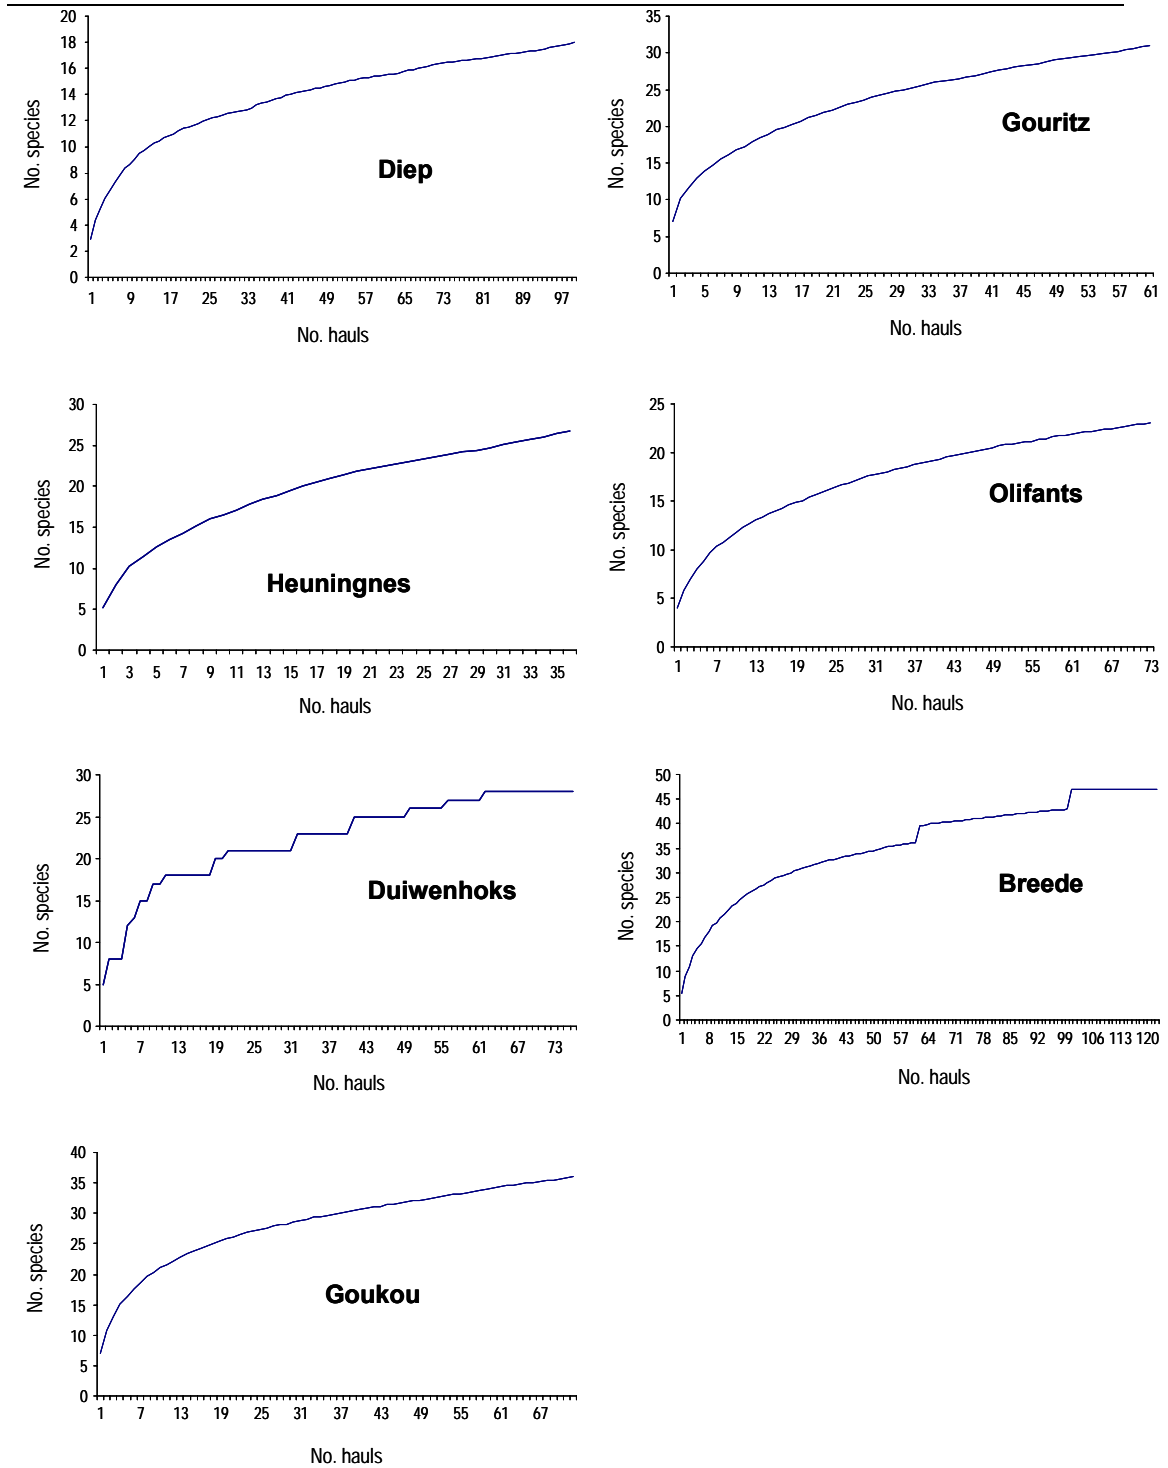 20
18
16
14
12
10
8
6
4
2
0
No. species
Diep
1 9 17 25 33 41 49 57 65 73 81 89 97
No. hauls
35
30
25
20
15
10
5
0
No. species
Gouritz
1 5 9 13 17 21 25 29 33 37 41 45 49 53 57 61
No. hauls
30
25
20
15
10
5
0
No. species
Heuningnes
1 3 5 7 9 11 13 15 17 19 21 23 25 27 29 31 33 35
No. hauls
25
20
15
10
5
0
No. species
Olifants
1 7 13 19 25 31 37 43 49 55 61 67 73
No. hauls
30
25
20
15
10
5
0
No. species
Duiwenhoks
1 7 13 19 25 31 37 43 49 55 61 67 73
No. hauls
50
45
40
35
30
25
20
15
10
5
0
No. species
Breede
1 8 15 22 29 36 43 50 57 64 71 78 85 92 99 106 113 120
No. hauls
40
35
30
25
20
15
10
5
0
No. species
Goukou
1 7 13 19 25 31 37 43 49 55 61 67
No. hauls